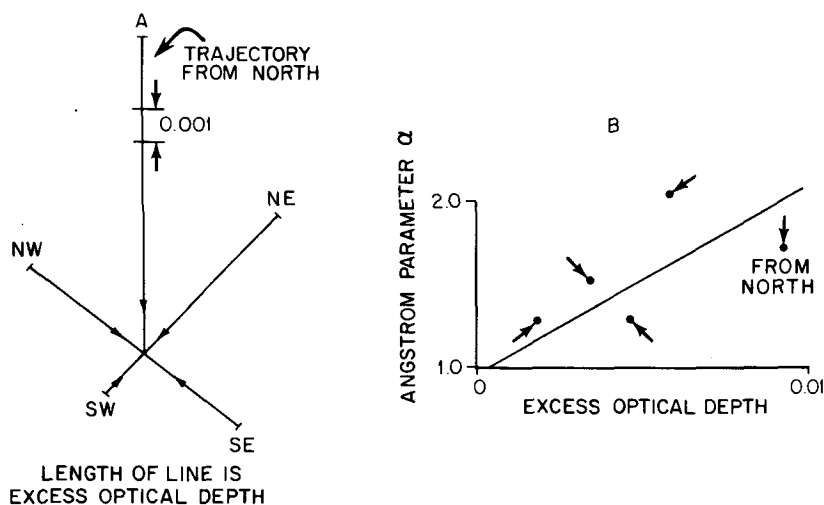 A
TRAJECTORY
FROM NORTH
0.001
NE
NW
SW
SE
LENGTH OF LINE IS
EXCESS OPTICAL DEPTH
B
ANGSTROM PARAMETER α
2.0
1.0
FROM
NORTH
0
0.01
EXCESS OPTICAL DEPTH